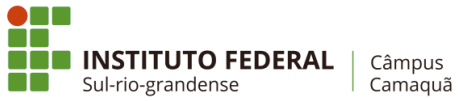 INSTITUTO FEDERAL
Sul-rio-grandense
Câmpus
Camaquã